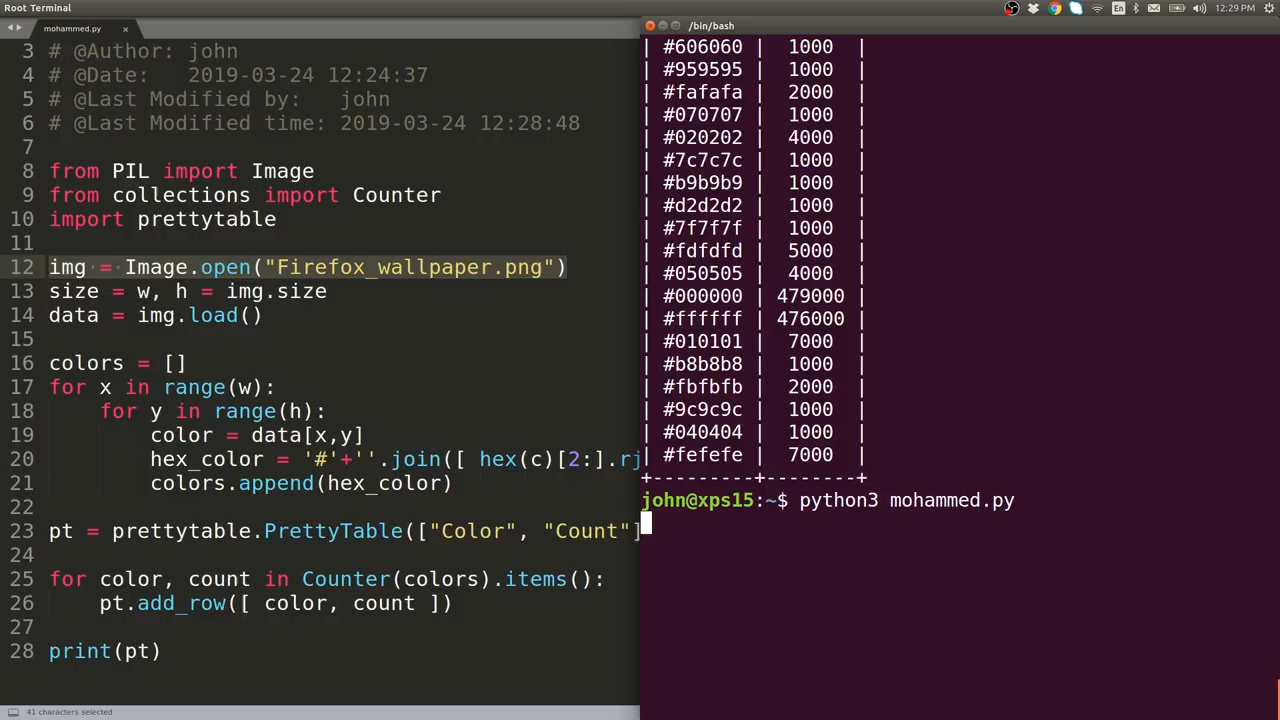 Root Terminal
En
12:29 PM
mohammed.py ×
3 # @Author: john
4 # @Date:   2019-03-24 12:24:37
5 # @Last Modified by:   john
6 # @Last Modified time: 2019-03-24 12:28:48
7
8 from PIL import Image
9 from collections import Counter
10 import prettytable
11
12 img = Image.open("Firefox_wallpaper.png")
13 size = w, h = img.size
14 data = img.load()
15
16 colors = []
17 for x in range(w):
18     for y in range(h):
19         color = data[x,y]
20         hex_color = '#'+''.join([ hex(c)[2:].rj
21         colors.append(hex_color)
22
23 pt = prettytable.PrettyTable(["Color", "Count"]
24
25 for color, count in Counter(colors).items():
26     pt.add_row([ color, count ])
27
28 print(pt)
41 characters selected
/bin/bash
| #606060 |  1000  |
| #959595 |  1000  |
| #fafafa |  2000  |
| #070707 |  1000  |
| #020202 |  4000  |
| #7c7c7c |  1000  |
| #b9b9b9 |  1000  |
| #d2d2d2 |  1000  |
| #7f7f7f |  1000  |
| #fdfdfd |  5000  |
| #050505 |  4000  |
| #000000 | 479000 |
| #ffffff | 476000 |
| #010101 |  7000  |
| #b8b8b8 |  1000  |
| #fbfbfb |  2000  |
| #9c9c9c |  1000  |
| #040404 |  1000  |
| #fefefe |  7000  |
+---------+--------+
john@xps15:~$ python3 mohammed.py